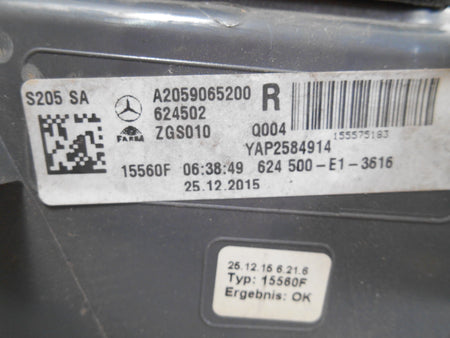 S205 SA
A2059065200 R
624502
FARBA ZGS010 Q004
155575183
YAP2584914
15560F 06:38:49 624 500-E1-3616
25.12.2015
25.12.15 6.21.6
Typ: 15560F
Ergebnis: OK